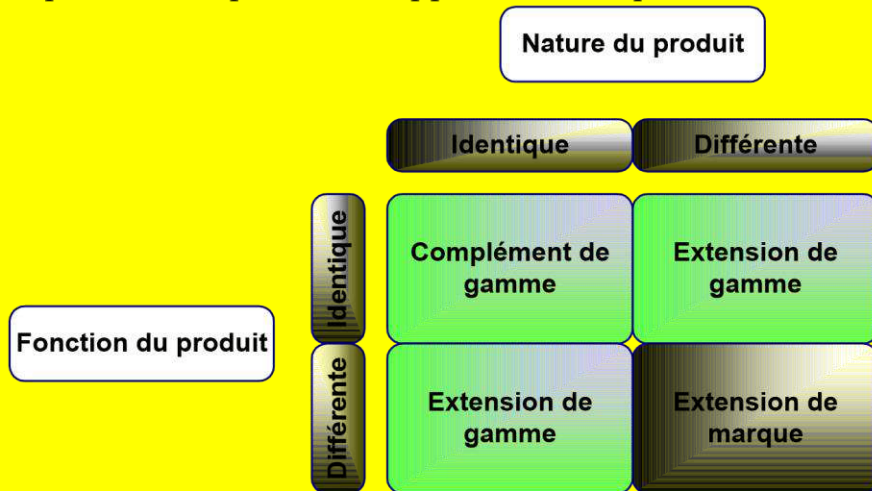 Nature du produit
Identique
Différente
Identique
Complément de
gamme
Extension de
gamme
Fonction du produit
Différente
Extension de
gamme
Extension de
marque